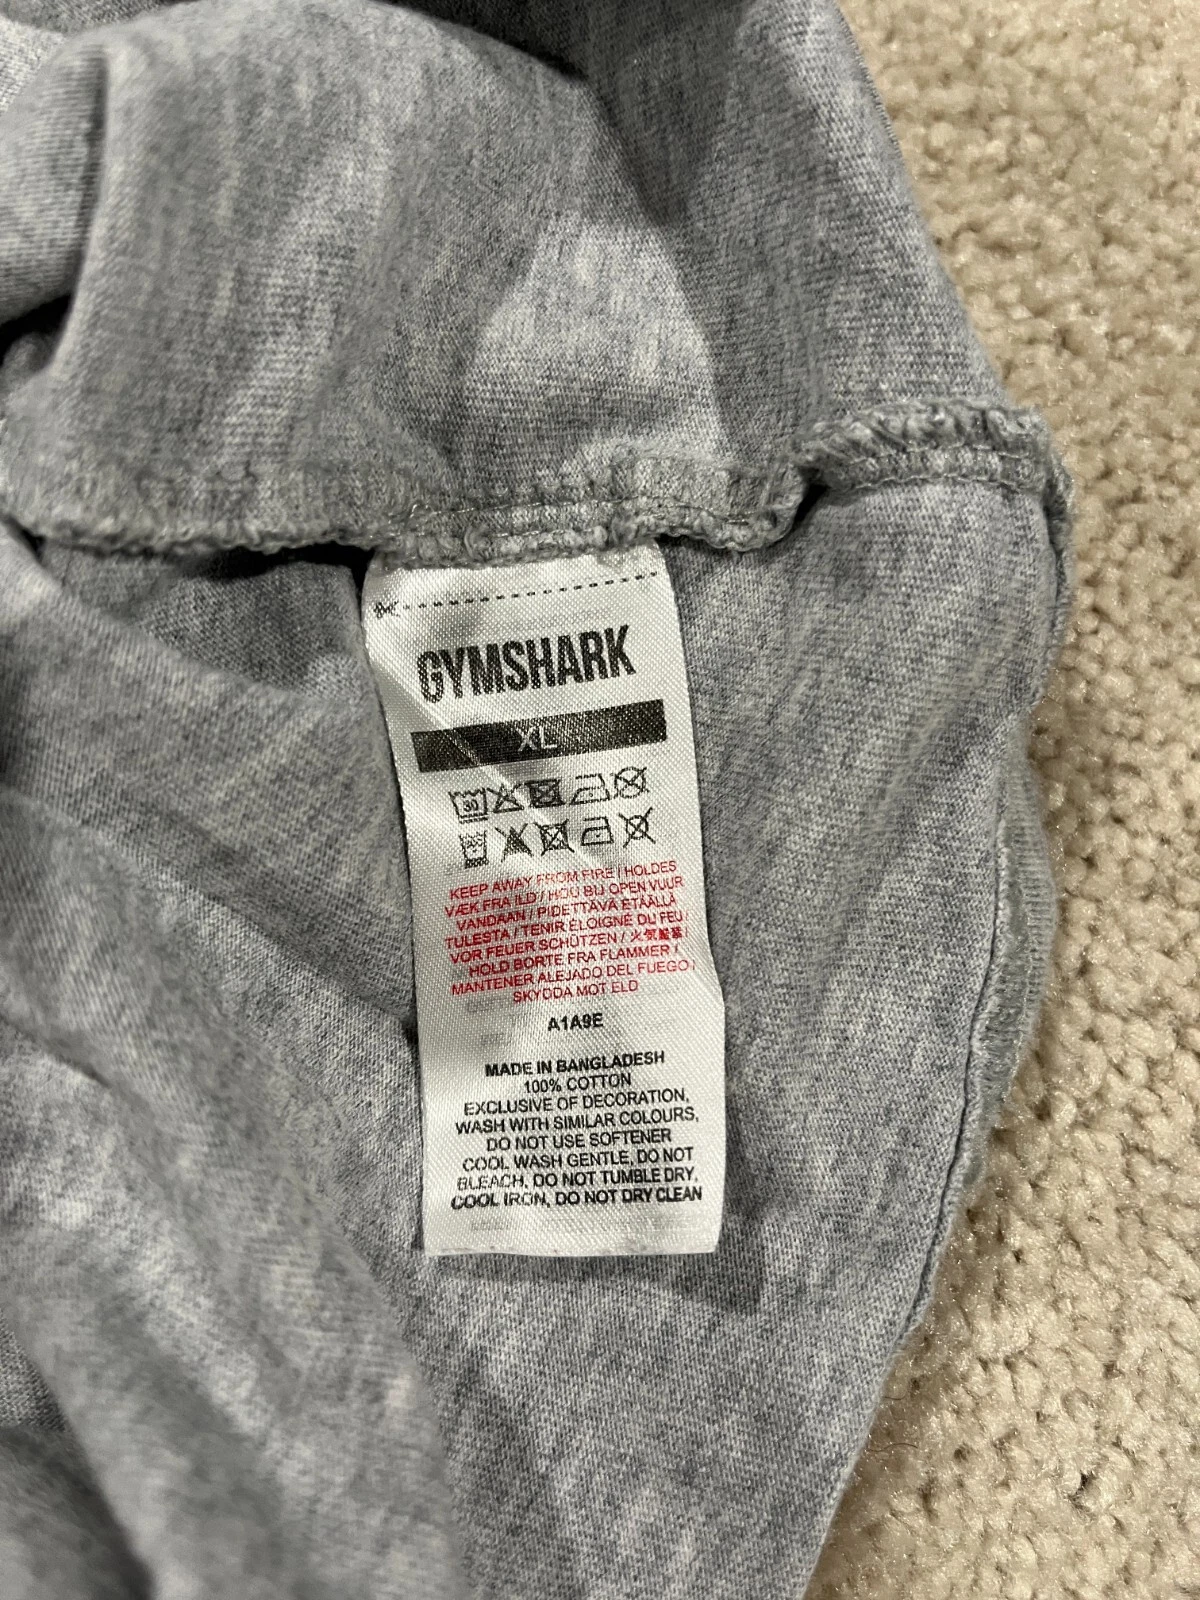 GYMSHARK
XL
30
KEEP AWAY FROM FIRE / HOLDES
VÆK FRA ILD / HOU BIJ OPEN VUUR
VANDAAN / PIDETTÄVÄ ETÄÄLLÄ
TULESTA / TENIR ÉLOIGNÉ DU FEU /
VOR FEUER SCHÜTZEN / 火気厳禁 /
HOLD BORTE FRA FLAMMER /
MANTENER ALEJADO DEL FUEGO /
SKYDDA MOT ELD
A1A9E
MADE IN BANGLADESH
100% COTTON
EXCLUSIVE OF DECORATION,
WASH WITH SIMILAR COLOURS,
DO NOT USE SOFTENER
COOL WASH GENTLE, DO NOT
BLEACH, DO NOT TUMBLE DRY,
COOL IRON, DO NOT DRY CLEAN